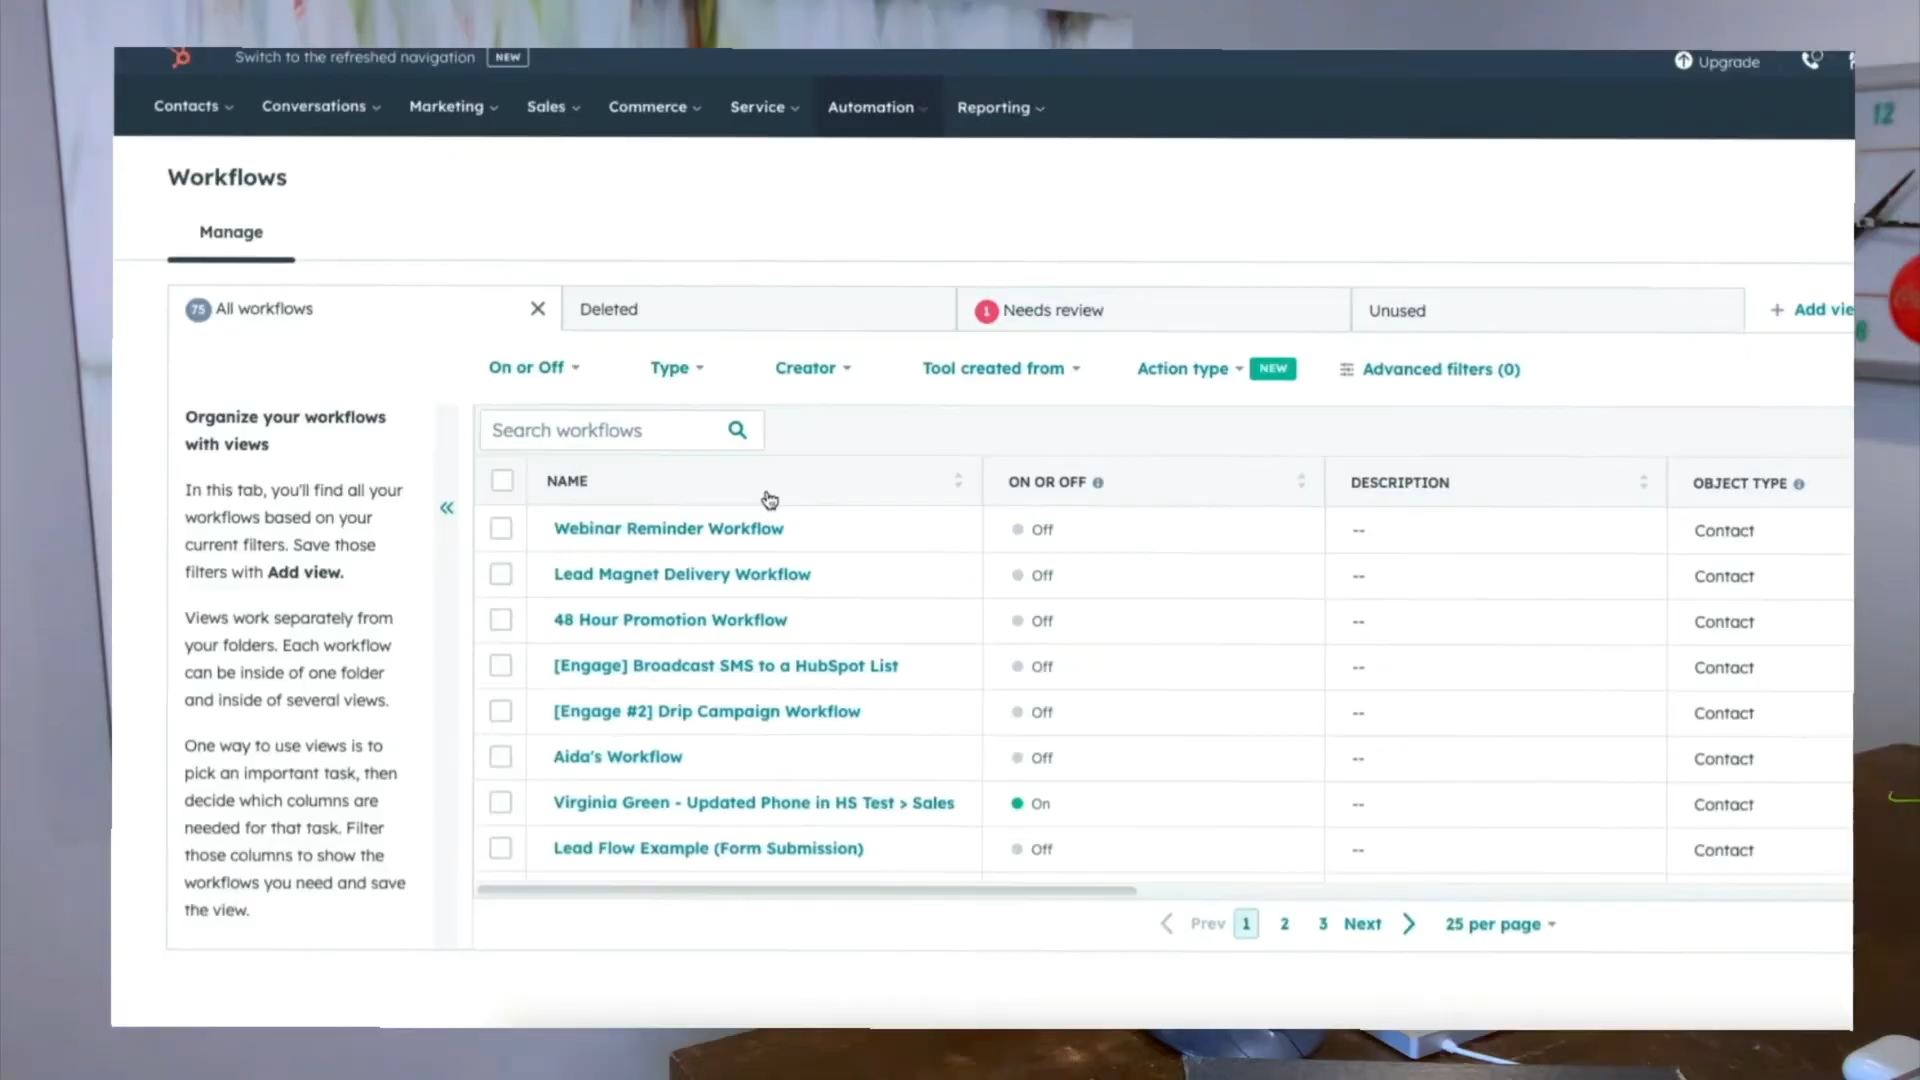 Switch to the refreshed navigation NEW
Upgrade
Contacts Conversations Marketing Sales Commerce Service Automation Reporting
Workflows
Manage
75 All workflows
Deleted
1 Needs review
Unused
+ Add vie
On or Off Type Creator Tool created from Action type NEW Advanced filters (0)
Organize your workflows
with views
In this tab, you'll find all your
workflows based on your
current filters. Save those
filters with Add view.
Views work separately from
your folders. Each workflow
can be inside of one folder
and inside of several views.
One way to use views is to
pick an important task, then
decide which columns are
needed for that task. Filter
those columns to show the
workflows you need and save
the view.
Search workflows
NAME ON OR OFF DESCRIPTION OBJECT TYPE
Webinar Reminder Workflow Off -- Contact
Lead Magnet Delivery Workflow Off -- Contact
48 Hour Promotion Workflow Off -- Contact
[Engage] Broadcast SMS to a HubSpot List Off -- Contact
[Engage #2] Drip Campaign Workflow Off -- Contact
Aida's Workflow Off -- Contact
Virginia Green - Updated Phone in HS Test > Sales On -- Contact
Lead Flow Example (Form Submission) Off -- Contact
Prev 1 2 3 Next 25 per page
12